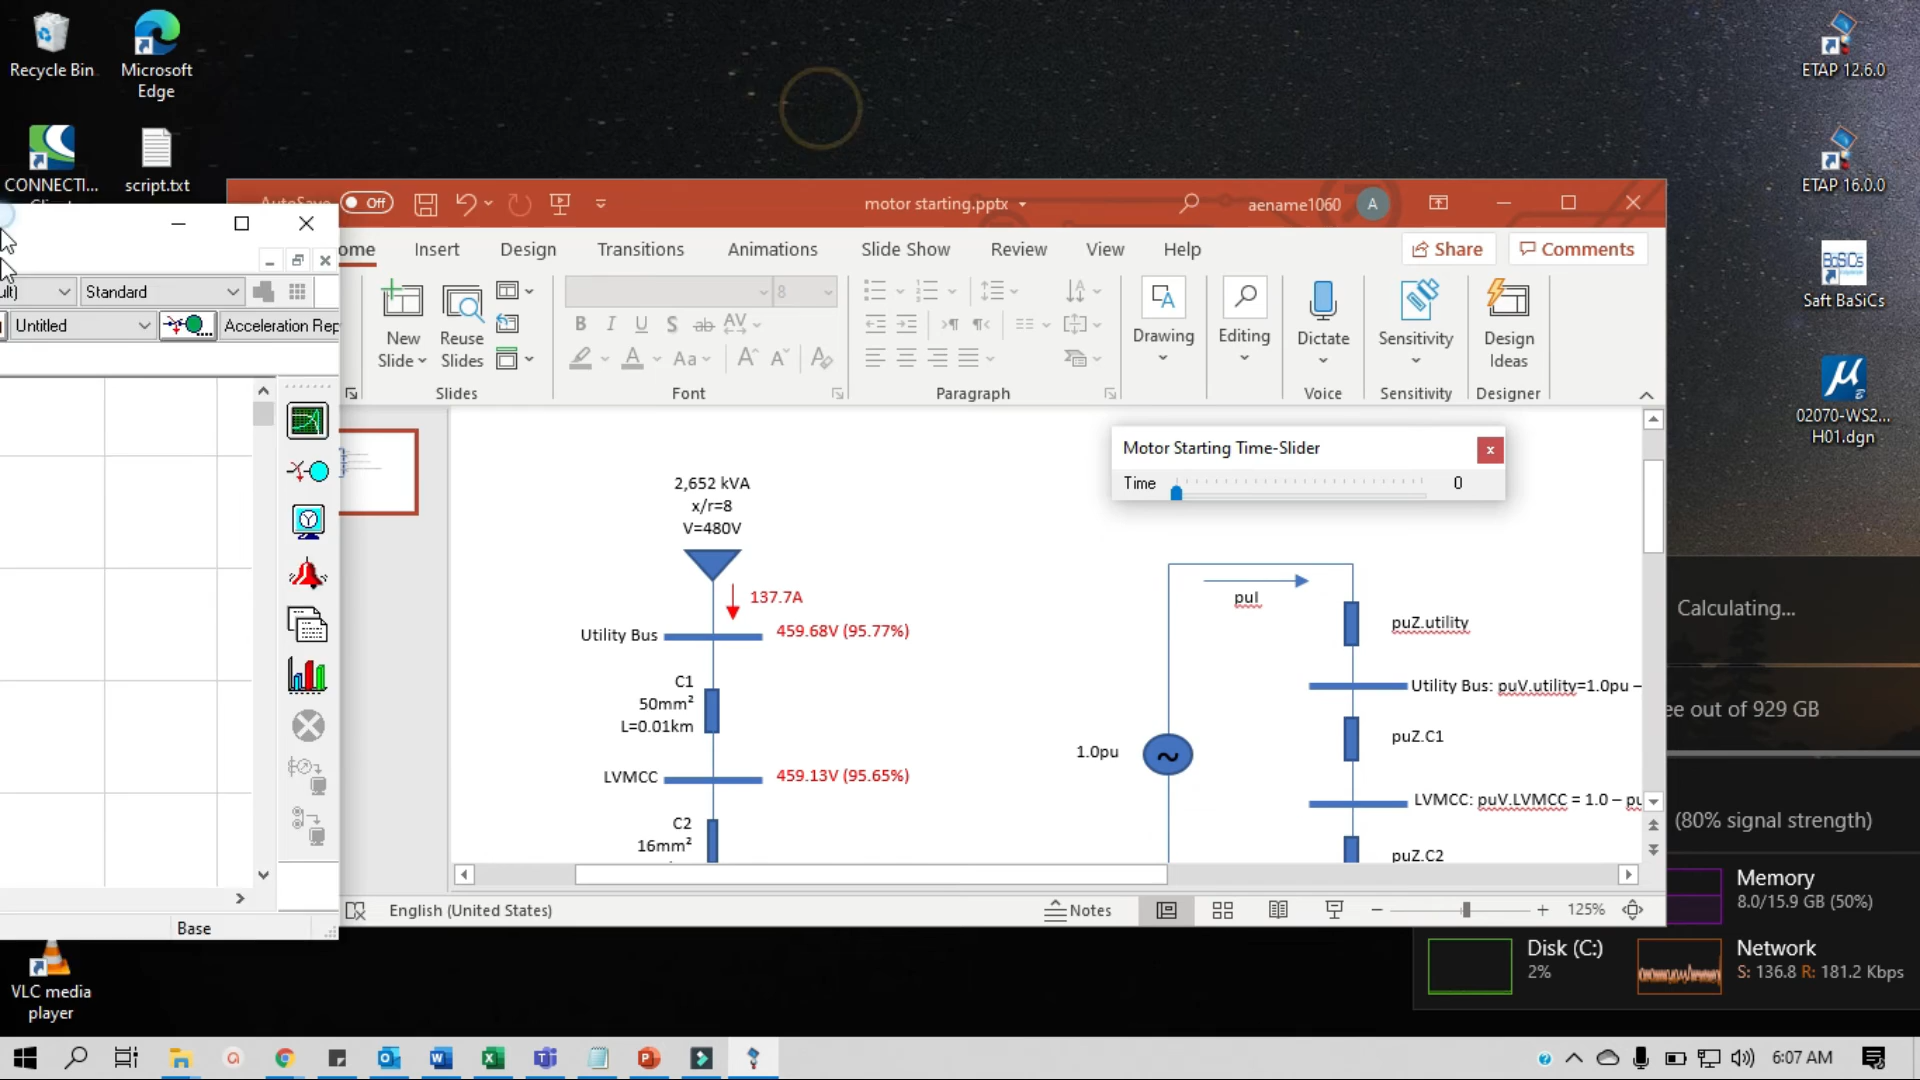 Recycle Bin
Microsoft
Edge
CONNECTI...
script.txt
ETAP 12.6.0
ETAP 16.0.0
Saft BaSiCs
02070-WS2...
H01.dgn
Off
motor starting.pptx
aename1060
A
ome
Insert
Design
Transitions
Animations
Slide Show
Review
View
Help
Share
Comments
New
Slide
Reuse
Slides
Slides
8
Font
Paragraph
Drawing
Editing
Dictate
Voice
Sensitivity
Sensitivity
Design
Ideas
Designer
Standard
Untitled
Acceleration Rep
Base
Motor Starting Time-Slider
Time
0
2,652 kVA
x/r=8
V=480V
137.7A
Utility Bus
459.68V (95.77%)
C1
50mm²
L=0.01km
LVMCC
459.13V (95.65%)
C2
16mm²
puI
puZ.utility
Utility Bus: puV.utility=1.0pu –
puZ.C1
1.0pu
LVMCC: puV.LVMCC = 1.0 – pu
puZ.C2
English (United States)
Notes
125%
Calculating...
ee out of 929 GB
(80% signal strength)
Memory
8.0/15.9 GB (50%)
Disk (C:)
2%
Network
S: 136.8 R: 181.2 Kbps
VLC media
player
6:07 AM